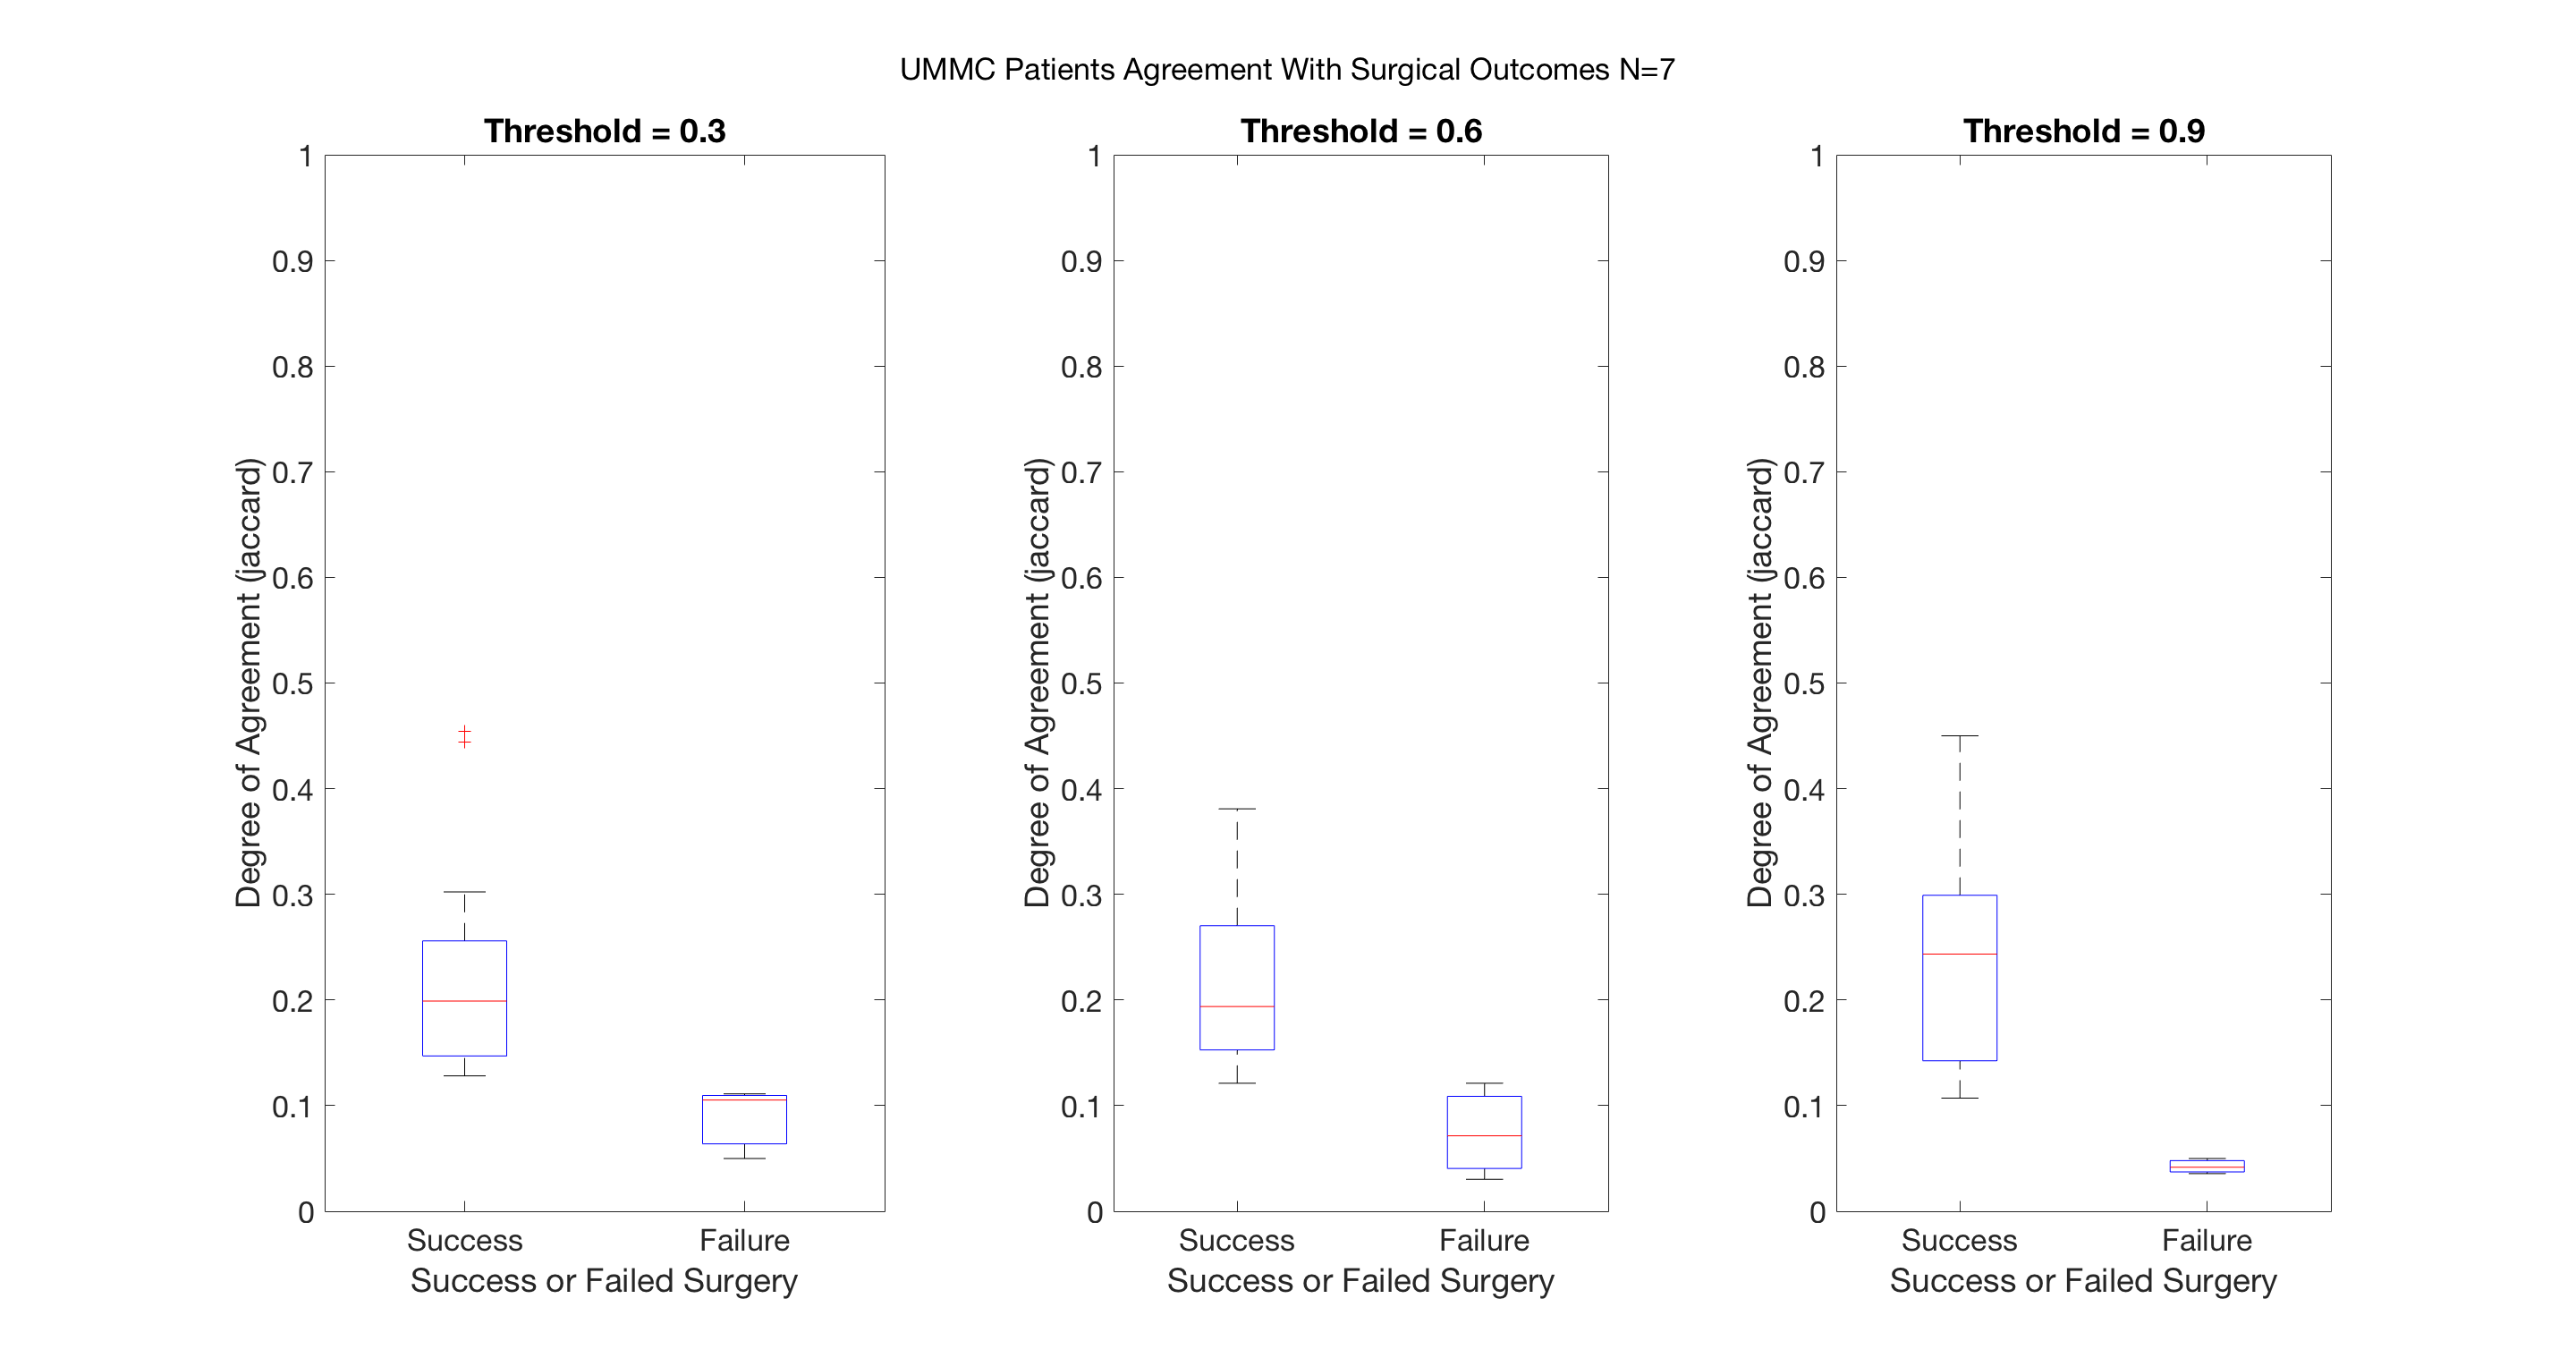 UMMC Patients Agreement With Surgical Outcomes N=7
Threshold = 0.3
1
0.9
0.8
0.7
0.6
0.5
0.4
0.3
0.2
0.1
0
Degree of Agreement (jaccard)
Success Failure
Success or Failed Surgery
Threshold = 0.6
1
0.9
0.8
0.7
0.6
0.5
0.4
0.3
0.2
0.1
0
Degree of Agreement (jaccard)
Success Failure
Success or Failed Surgery
Threshold = 0.9
1
0.9
0.8
0.7
0.6
0.5
0.4
0.3
0.2
0.1
0
Degree of Agreement (jaccard)
Success Failure
Success or Failed Surgery